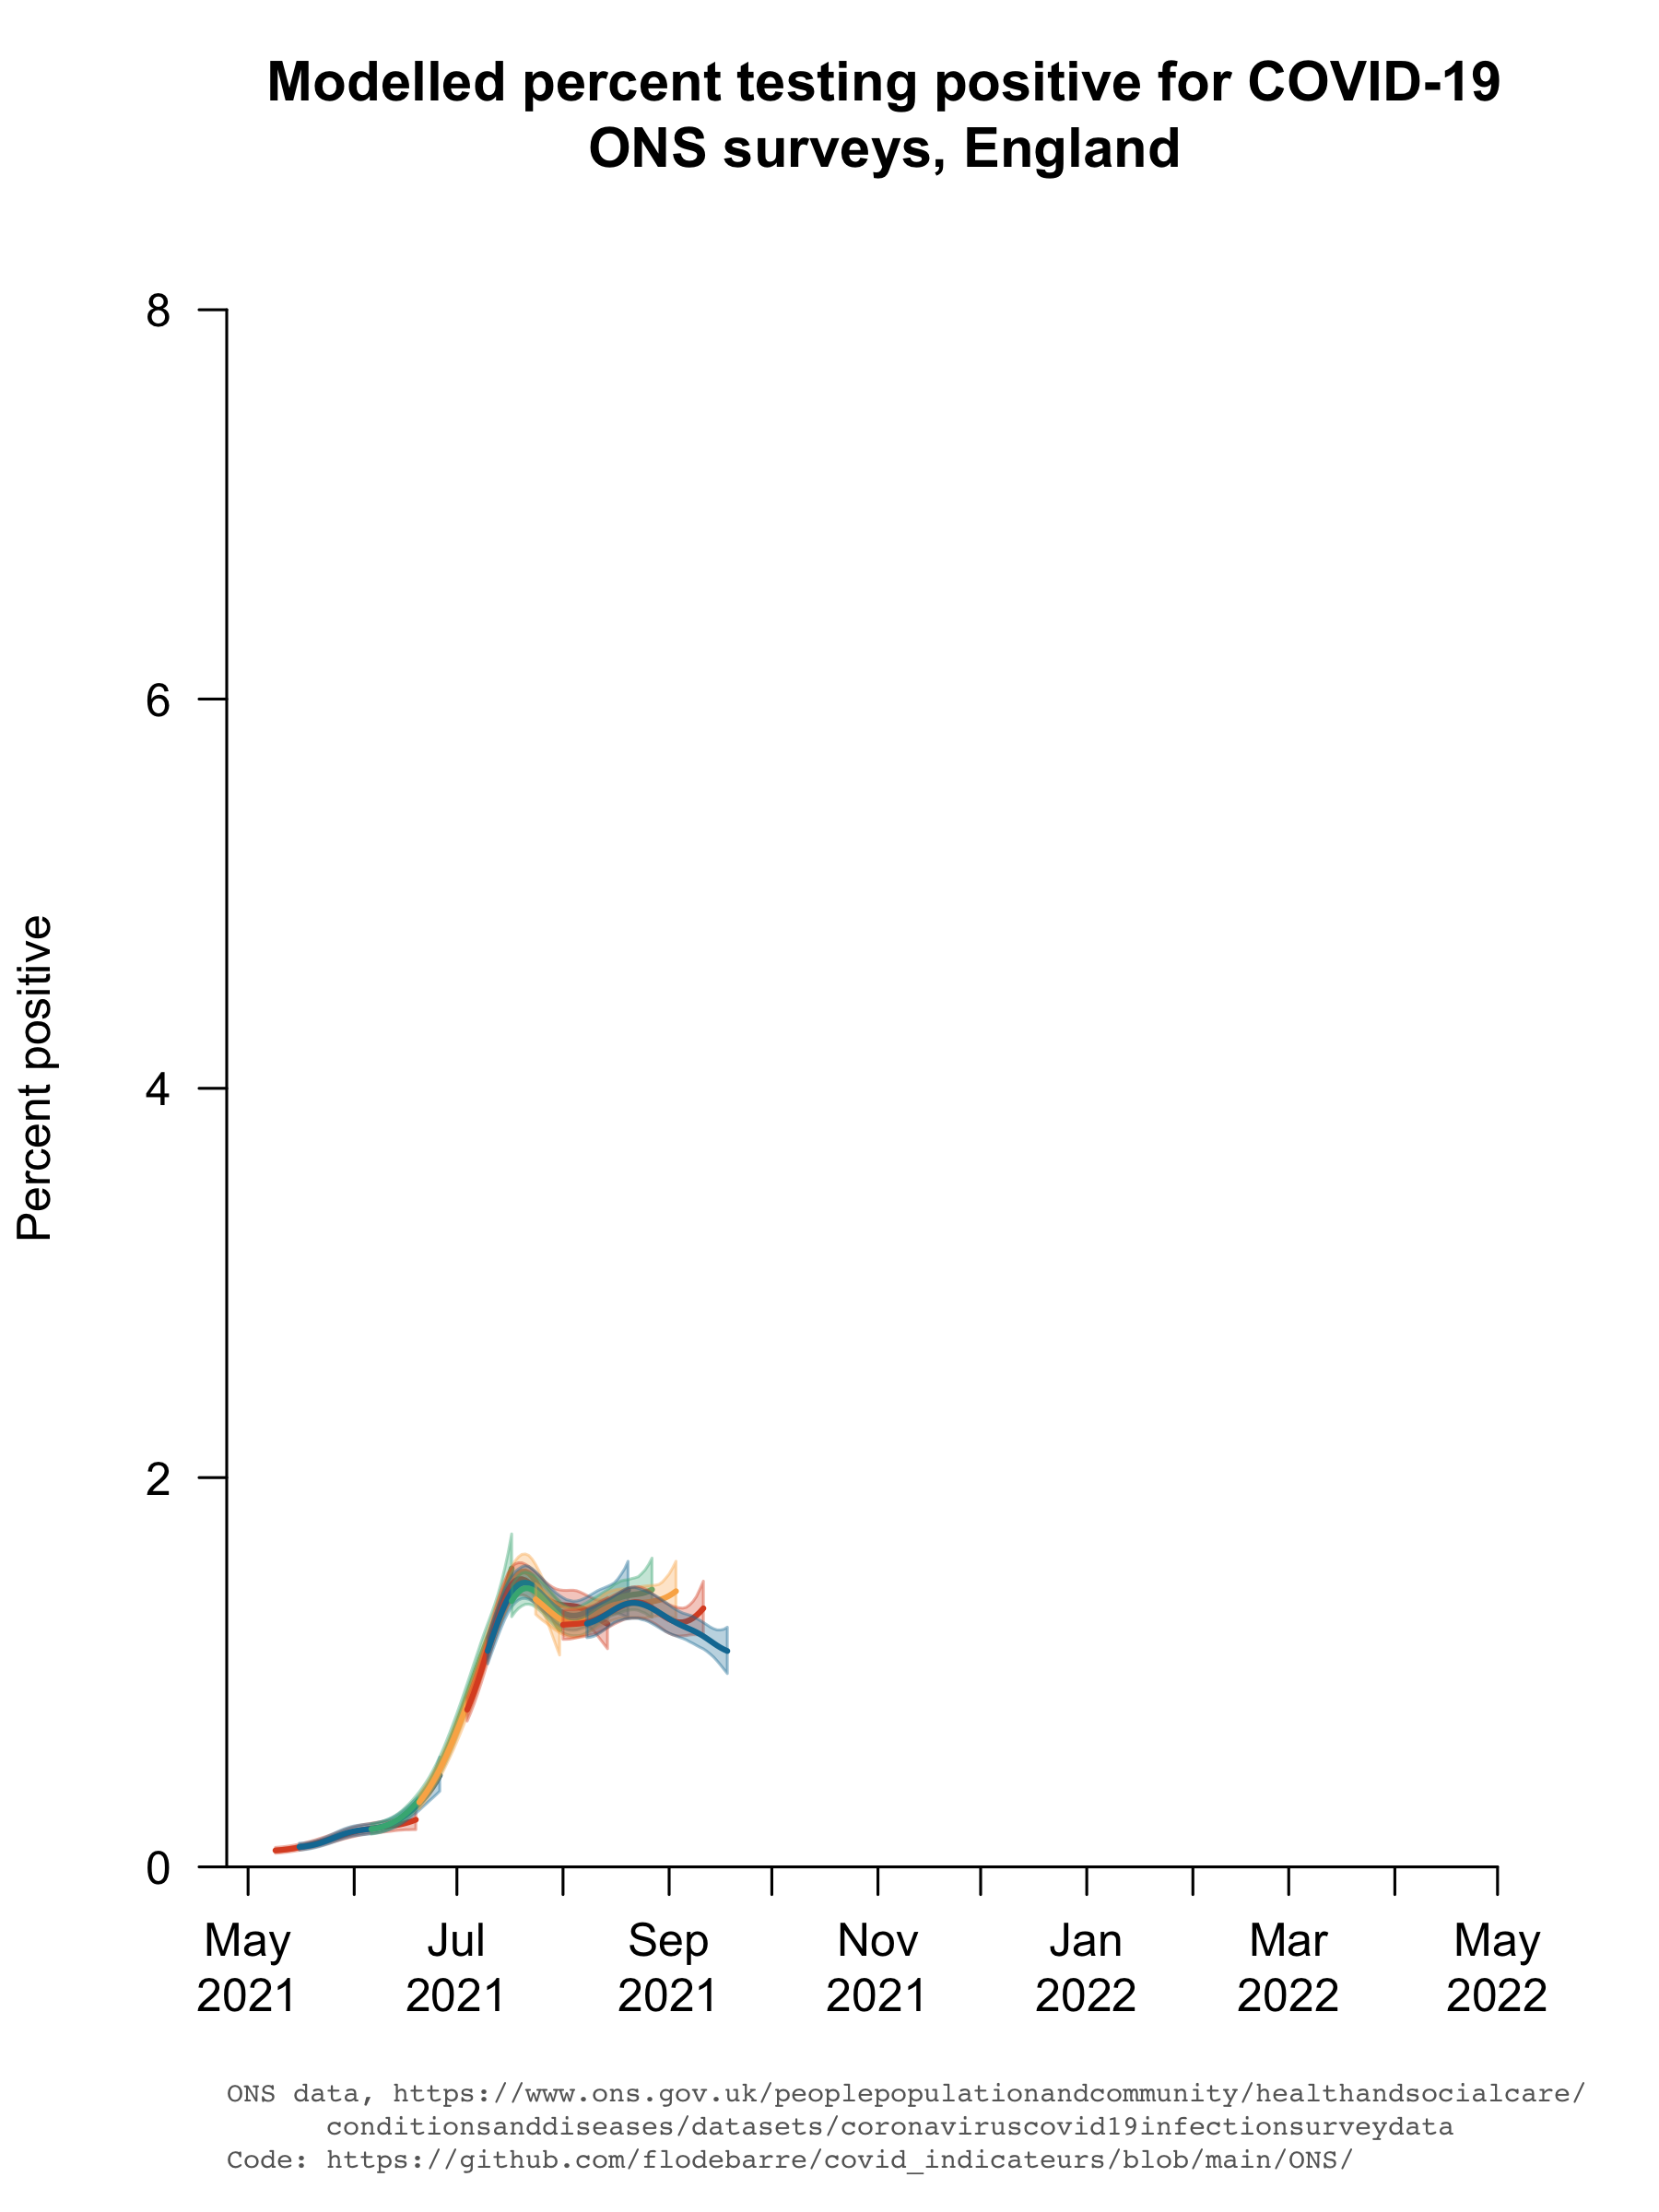 Modelled percent testing positive for COVID-19
ONS surveys, England
Percent positive
8
6
4
2
0
May Jul Sep Nov Jan Mar May
2021 2021 2021 2021 2022 2022 2022
ONS data, https://www.ons.gov.uk/peoplepopulationandcommunity/healthandsocialcare/
conditionsanddiseases/datasets/coronaviruscovid19infectionsurveydata
Code: https://github.com/flodebarre/covid_indicateurs/blob/main/ONS/